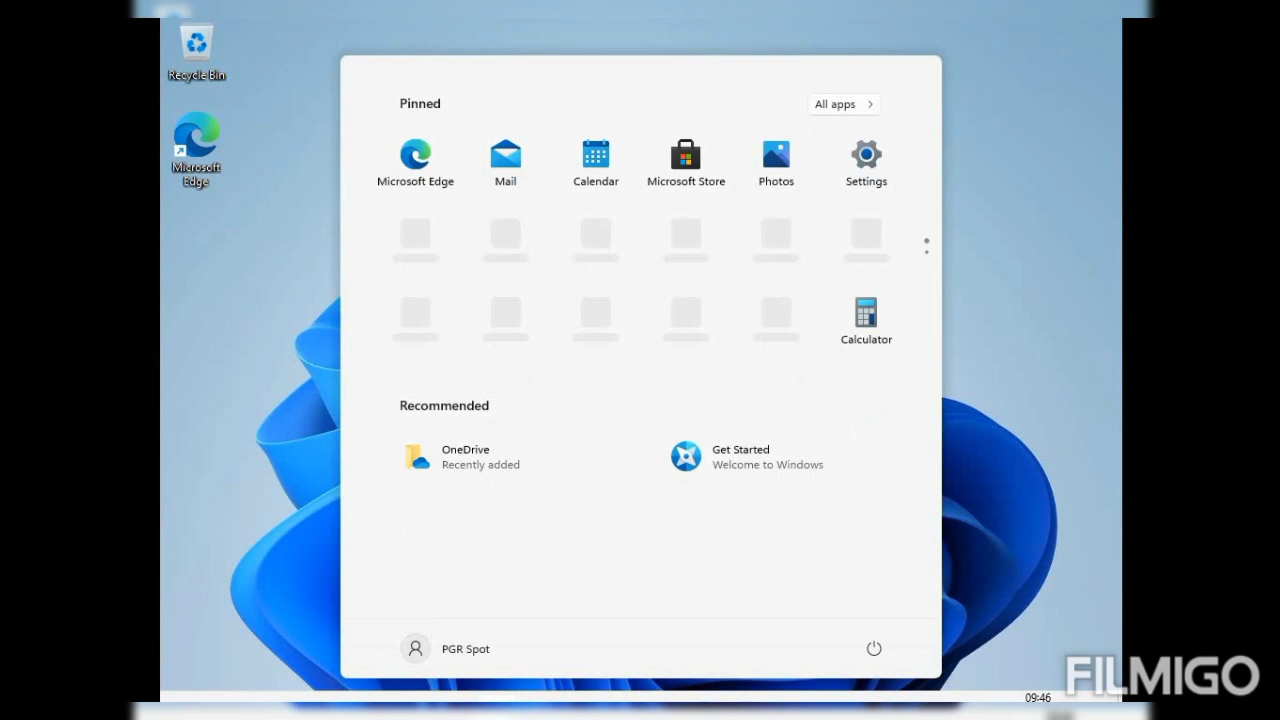 Recycle Bin
Microsoft
Edge
Pinned
All apps
Microsoft Edge
Mail
Calendar
Microsoft Store
Photos
Settings
Calculator
Recommended
OneDrive
Recently added
Get Started
Welcome to Windows
PGR Spot
09:46
FILMIGO